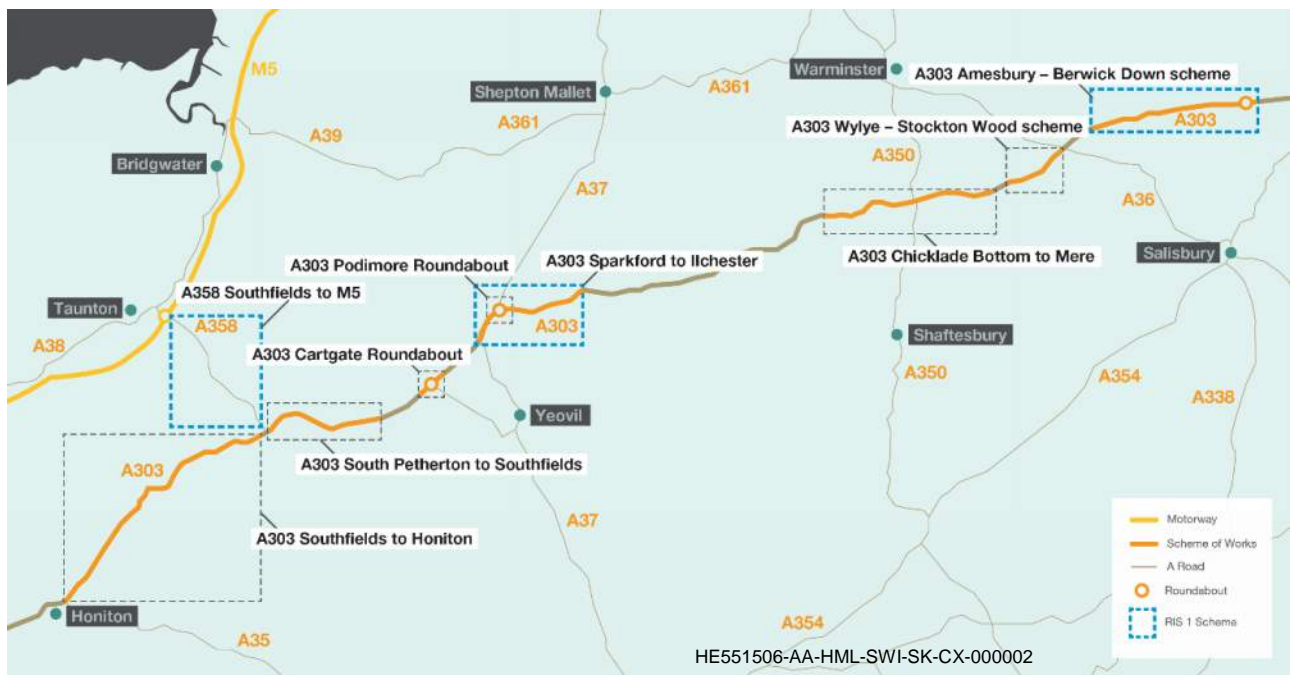 M5
Warminster
A303 Amesbury – Berwick Down scheme
Shepton Mallet
A361
A303
A361
A303 Wylye – Stockton Wood scheme
A39
A350
Bridgwater
A37
A36
A303 Chicklade Bottom to Mere
Salisbury
A303 Podimore Roundabout
A303 Sparkford to Ilchester
A358 Southfields to M5
Taunton
A358
A303
Shaftesbury
A38
A303 Cartgate Roundabout
A350
A354
A338
Yeovil
A303
A303 South Petherton to Southfields
A37
A303 Southfields to Honiton
Honiton
A35
A354
HE551506-AA-HML-SWI-SK-CX-000002
Motorway
Scheme of Works
A Road
Roundabout
RIS 1 Scheme